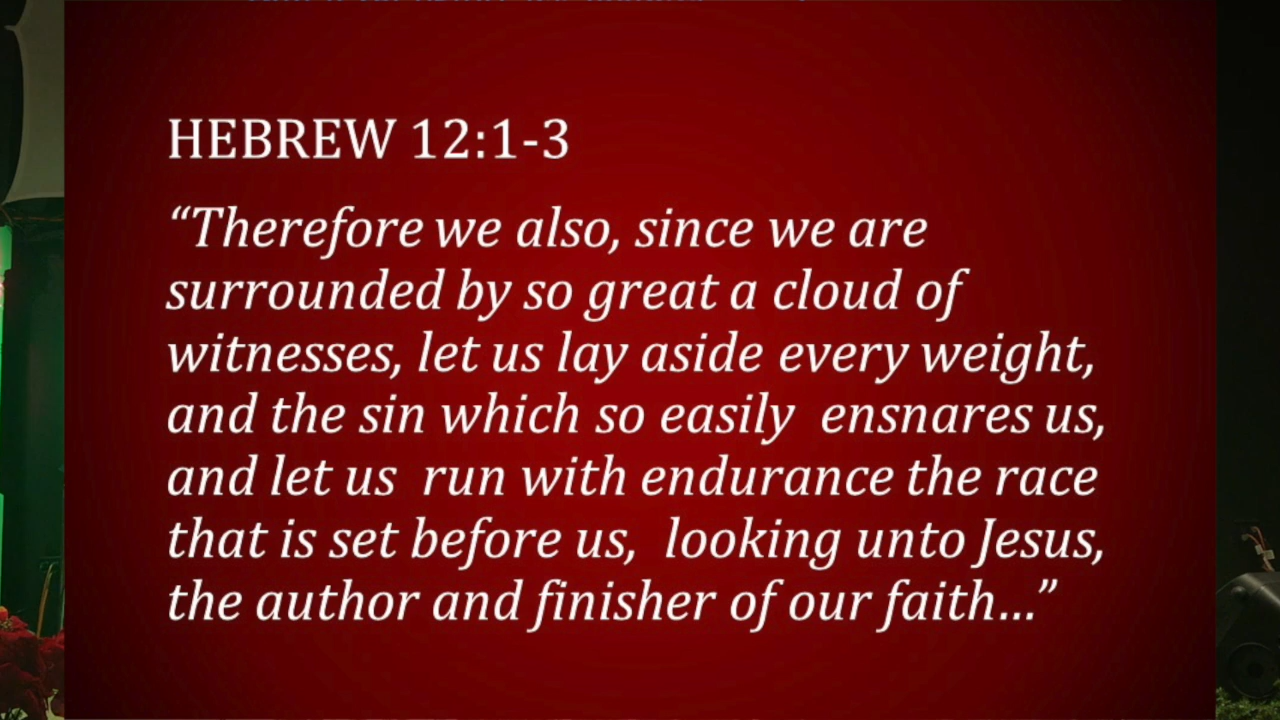 HEBREW 12:1-3
“Therefore we also, since we are
surrounded by so great a cloud of
witnesses, let us lay aside every weight,
and the sin which so easily  ensnares us,
and let us  run with endurance the race
that is set before us,  looking unto Jesus,
the author and finisher of our faith…”